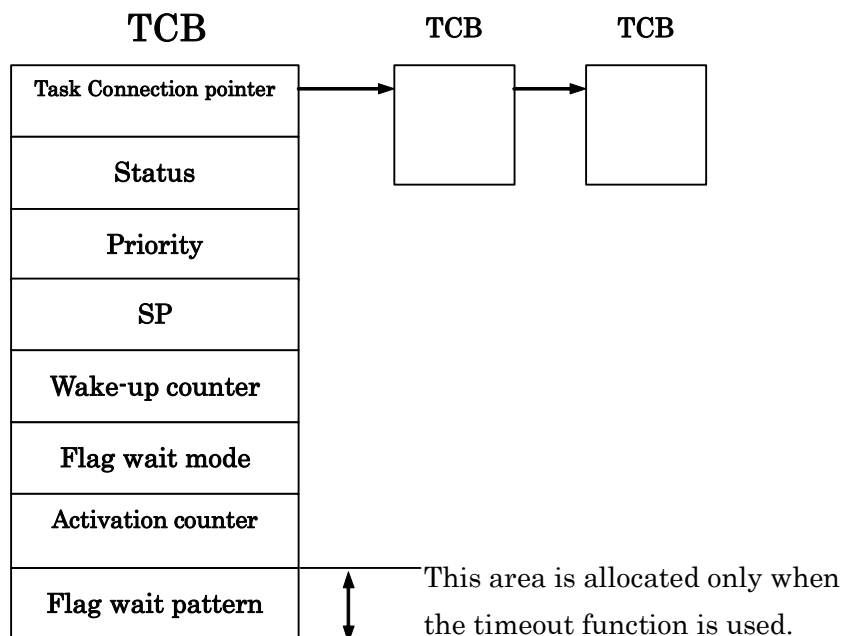 TCB TCB TCB
Task Connection pointer
Status
Priority
SP
Wake-up counter
Flag wait mode
Activation counter
Flag wait pattern
This area is allocated only when
the timeout function is used.